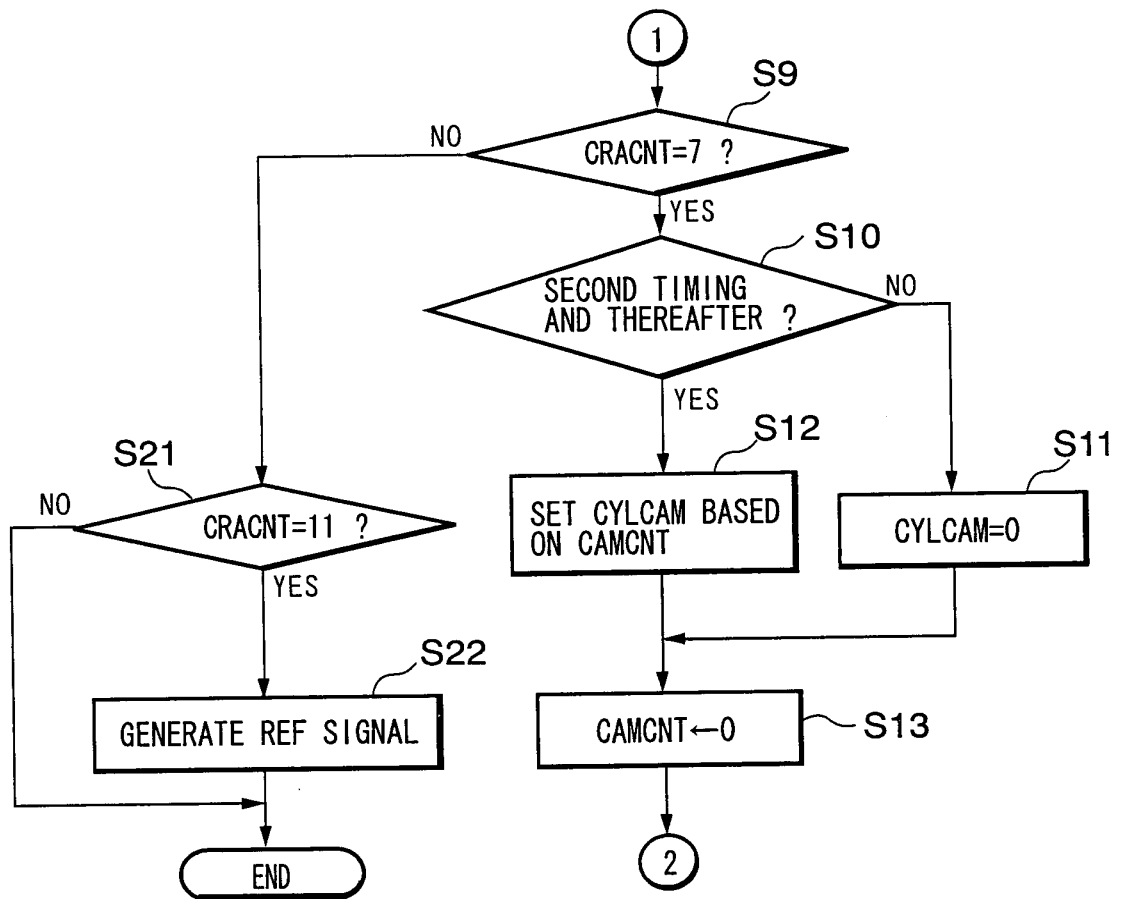 1
S9
NO
CRACNT=7 ?
YES
S10
SECOND TIMING
AND THEREAFTER ?
NO
YES
S12
S11
S21
NO
SET CYLCAM BASED
ON CAMCNT
CYLCAM=0
CRACNT=11 ?
YES
S22
GENERATE REF SIGNAL
CAMCNT←0
S13
END
2